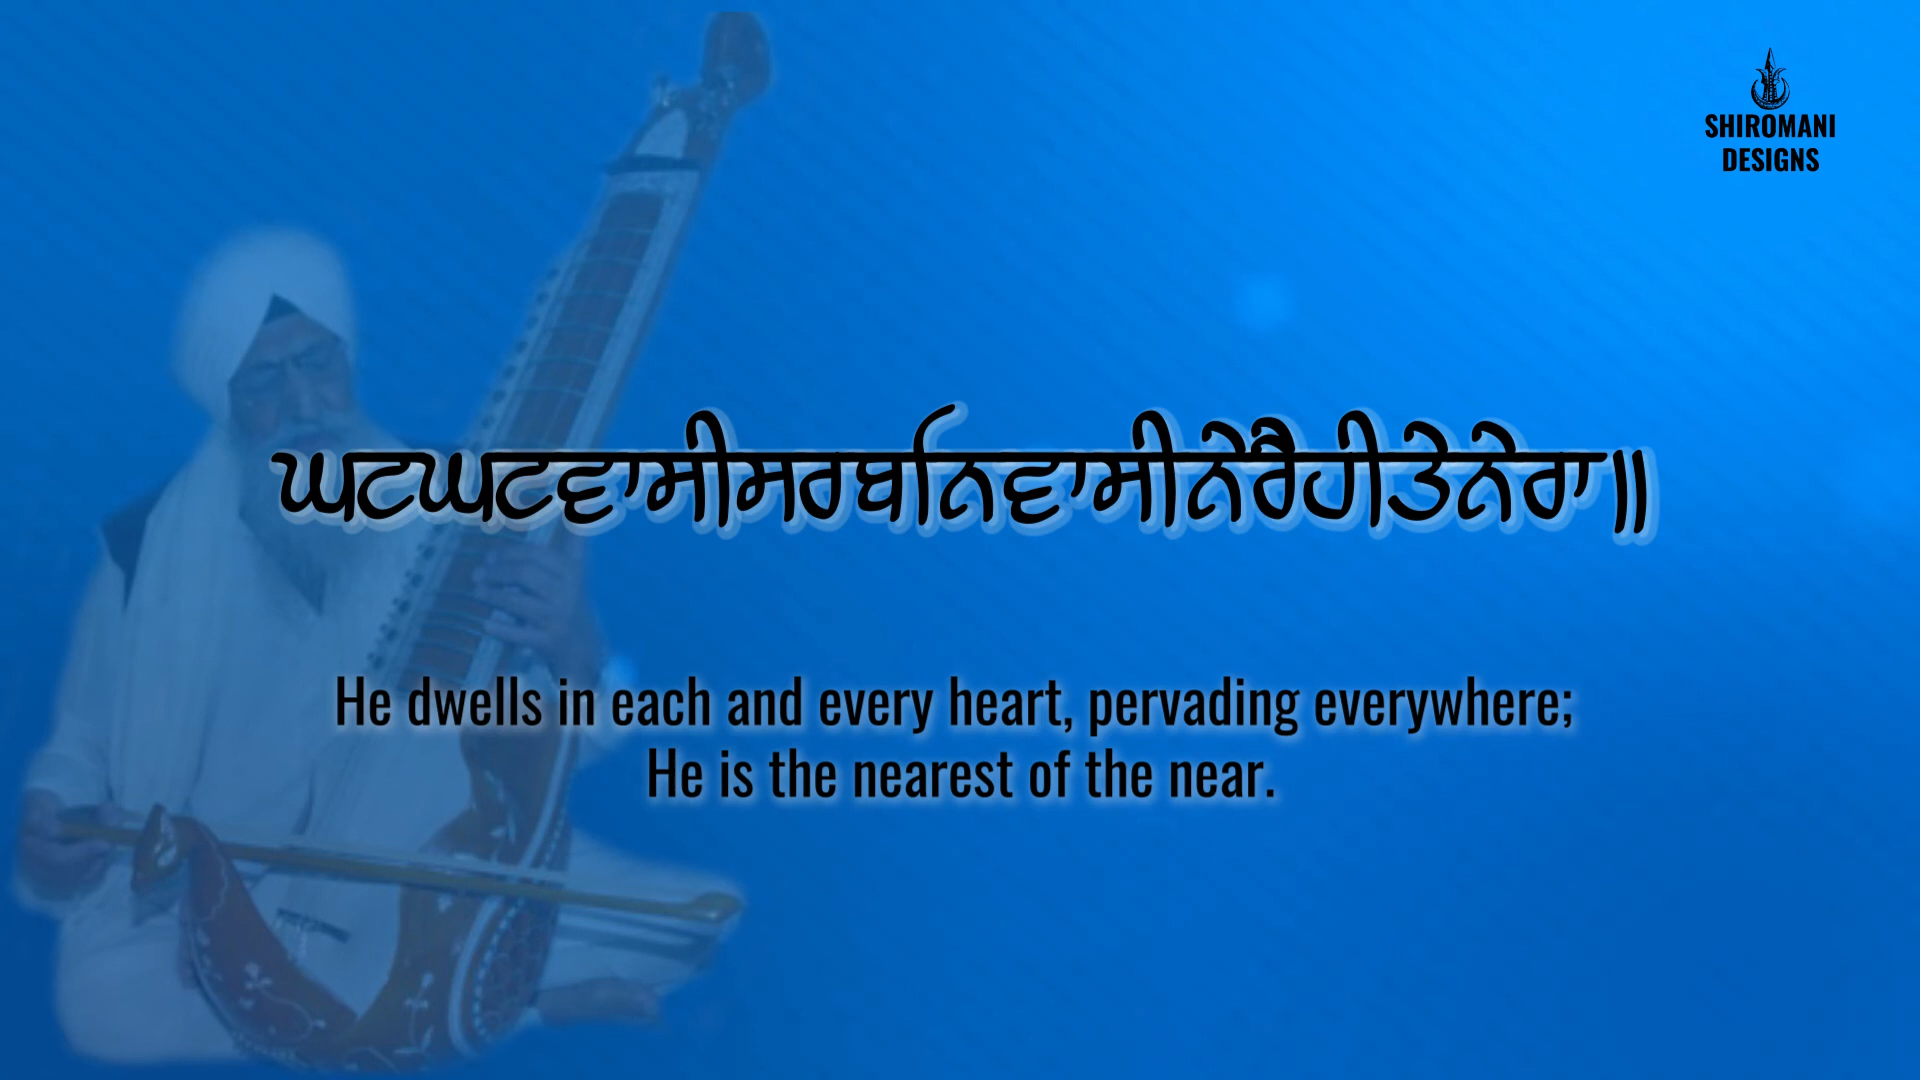 SHIROMANI
DESIGNS
ਘਟਘਟਵਾਸੀਸਰਬਨਿਵਾਸੀਨੇਰੈਹੀਤੇਨੇਰਾ॥
He dwells in each and every heart, pervading everywhere;
He is the nearest of the near.